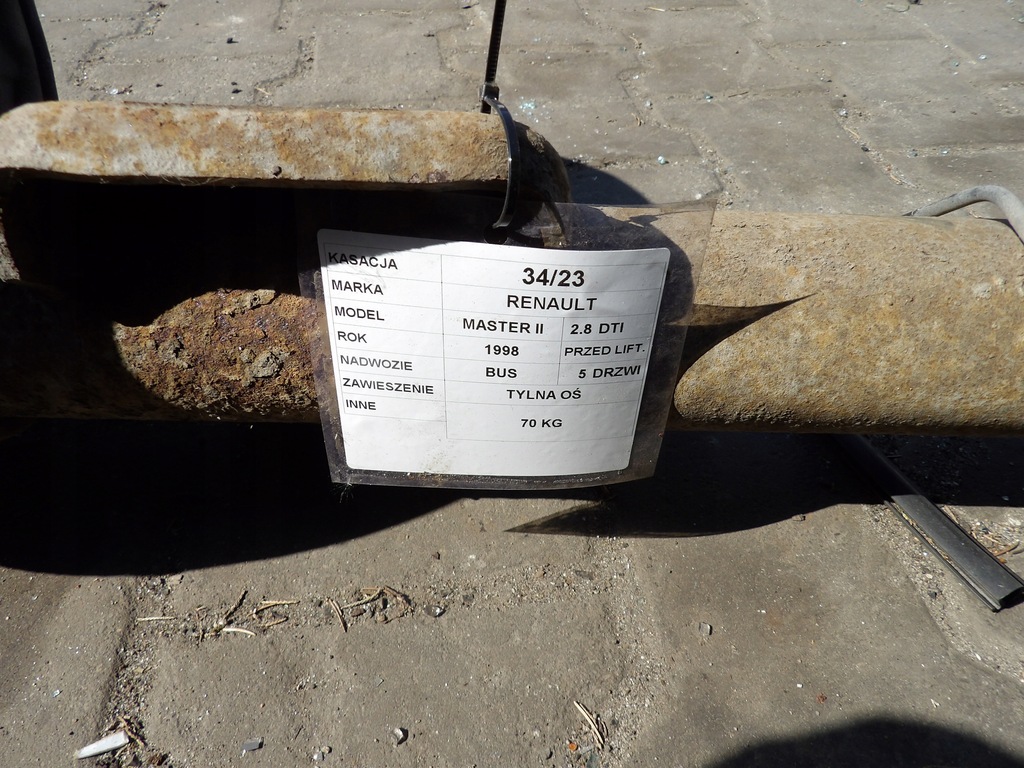 KASACJA 34/23
MARKA RENAULT
MODEL MASTER II 2.8 DTI
ROK 1998 PRZED LIFT.
NADWOZIE BUS 5 DRZWI
ZAWIESZENIE TYLNA OŚ
INNE 70 KG